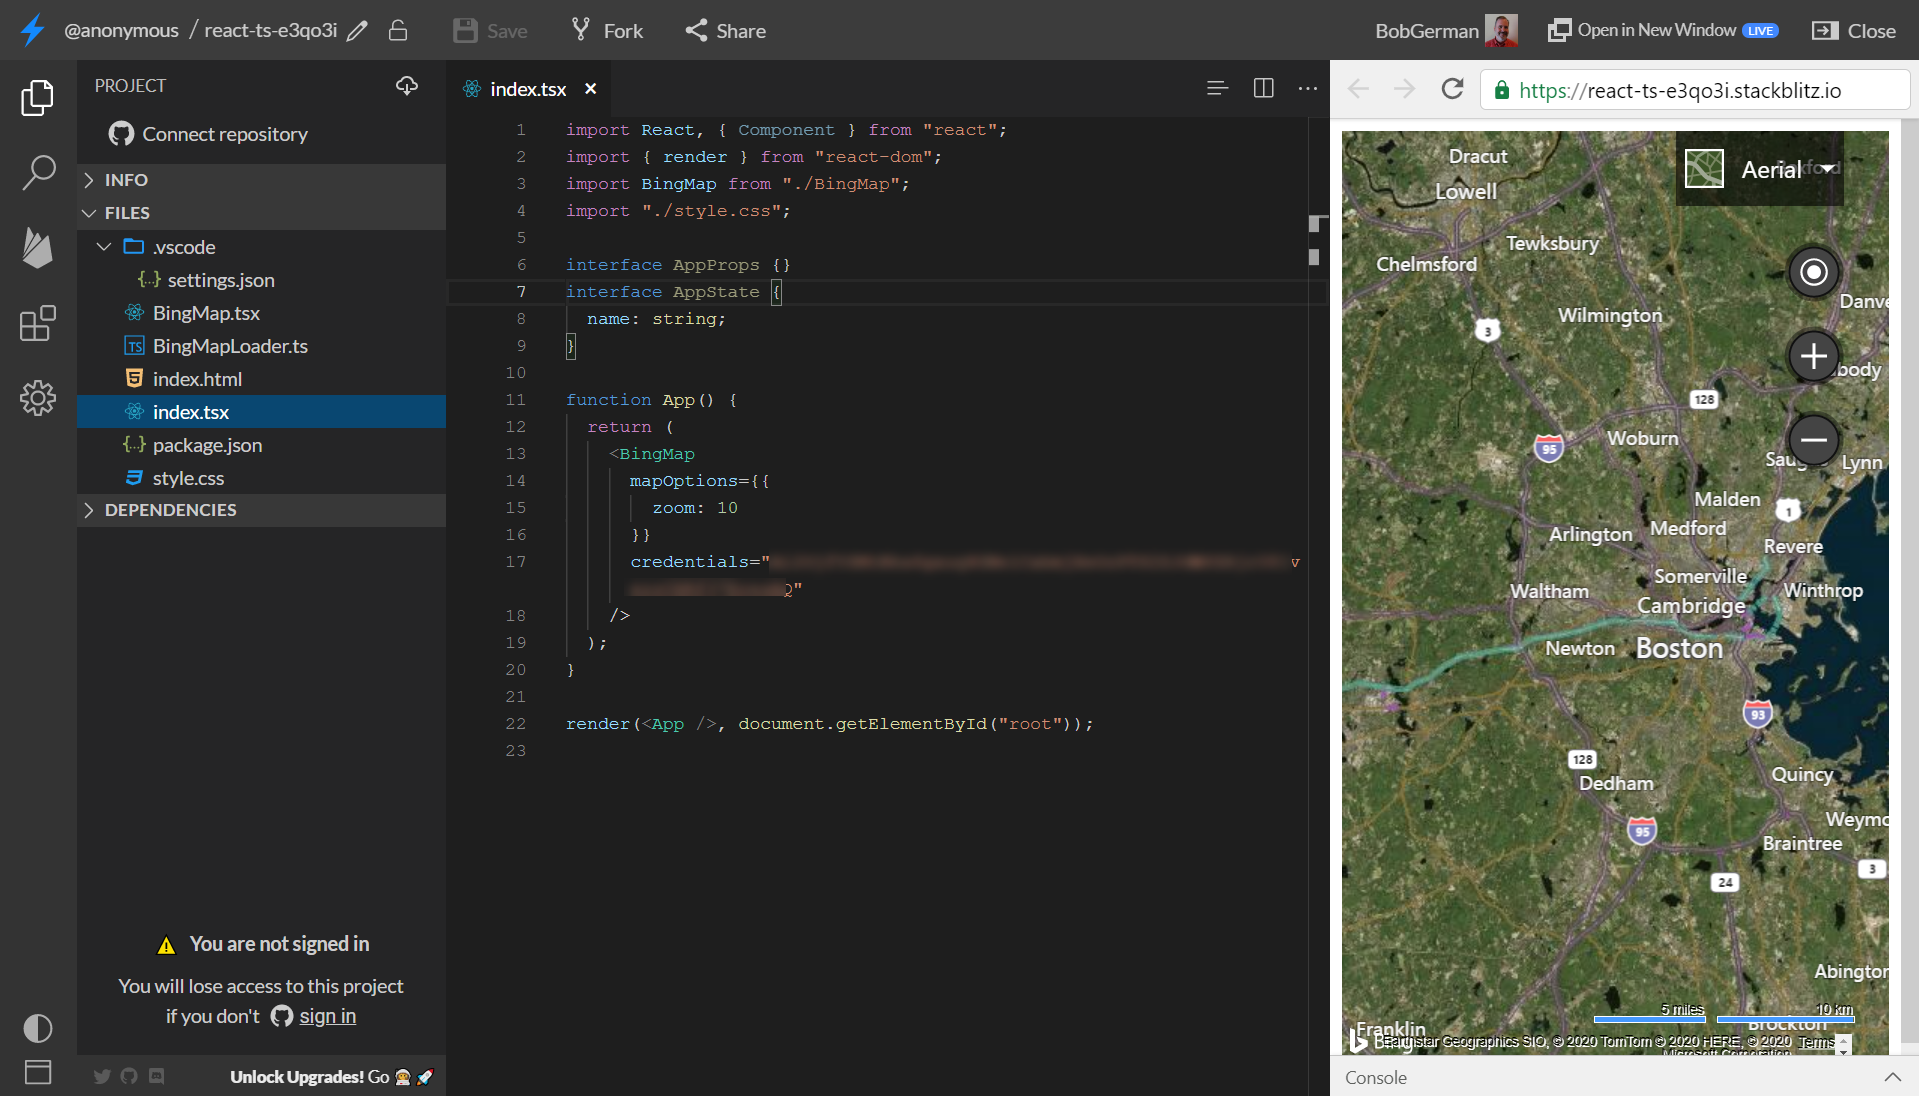 @anonymous / react-ts-e3qo3i
Save
Fork
Share
BobGerman
Open in New Window LIVE
Close
PROJECT
Connect repository
INFO
FILES
.vscode
{..} settings.json
BingMap.tsx
TS BingMapLoader.ts
index.html
index.tsx
{..} package.json
style.css
DEPENDENCIES
You are not signed in
You will lose access to this project
if you don't sign in
Unlock Upgrades! Go
index.tsx
1 import React, { Component } from "react";
2 import { render } from "react-dom";
3 import BingMap from "./BingMap";
4 import "./style.css";
5
6 interface AppProps {}
7 interface AppState {
8 name: string;
9 }
10
11 function App() {
12 return (
13 <BingMap
14 mapOptions={{
15 zoom: 10
16 }}
17 credentials="
v
Q"
18 />
19 );
20 }
21
22 render(<App />, document.getElementById("root"));
23
https://react-ts-e3qo3i.stackblitz.io
Dracut
Aerial
Lowell
Tewksbury
Chelmsford
Danve
Wilmington
3
body
128
Woburn
95
Saug
Lynn
Malden
1
Arlington
Medford
Revere
Somerville
Waltham
Winthrop
Cambridge
Newton
Boston
93
128
Quincy
Dedham
Weymo
95
Braintree
3
24
Abington
5 miles
10 km
Brockton
Franklin
Bing
Earthstar Geographics SIO, © 2020 TomTom © 2020 HERE, © 2020 Terms
Microsoft Corporation
Console